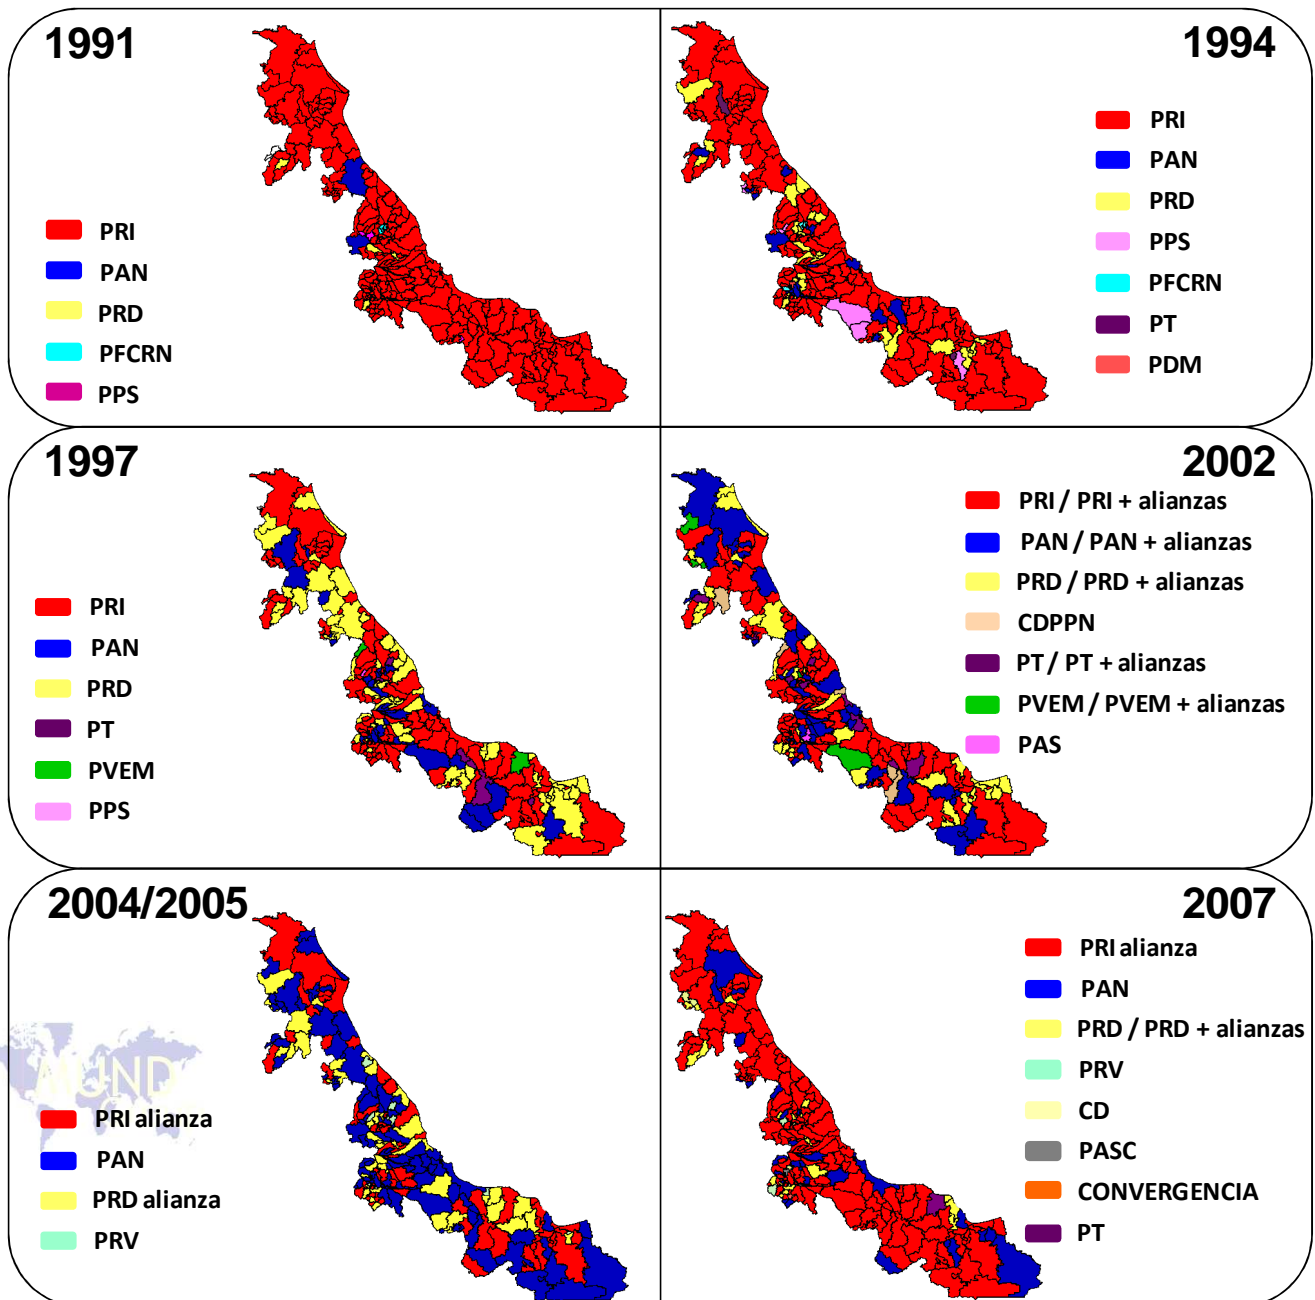 1991
PRI
PAN
PRD
PFCRN
PPS
1994
PRI
PAN
PRD
PPS
PFCRN
PT
PDM
1997
PRI
PAN
PRD
PT
PVEM
PPS
2002
PRI / PRI + alianzas
PAN / PAN + alianzas
PRD / PRD + alianzas
CDPPN
PT/ PT + alianzas
PVEM / PVEM + alianzas
PAS
2004/2005
MUND
PRI alianza
PAN
PRD alianza
PRV
2007
PRI alianza
PAN
PRD / PRD + alianzas
PRV
CD
PASC
CONVERGENCIA
PT